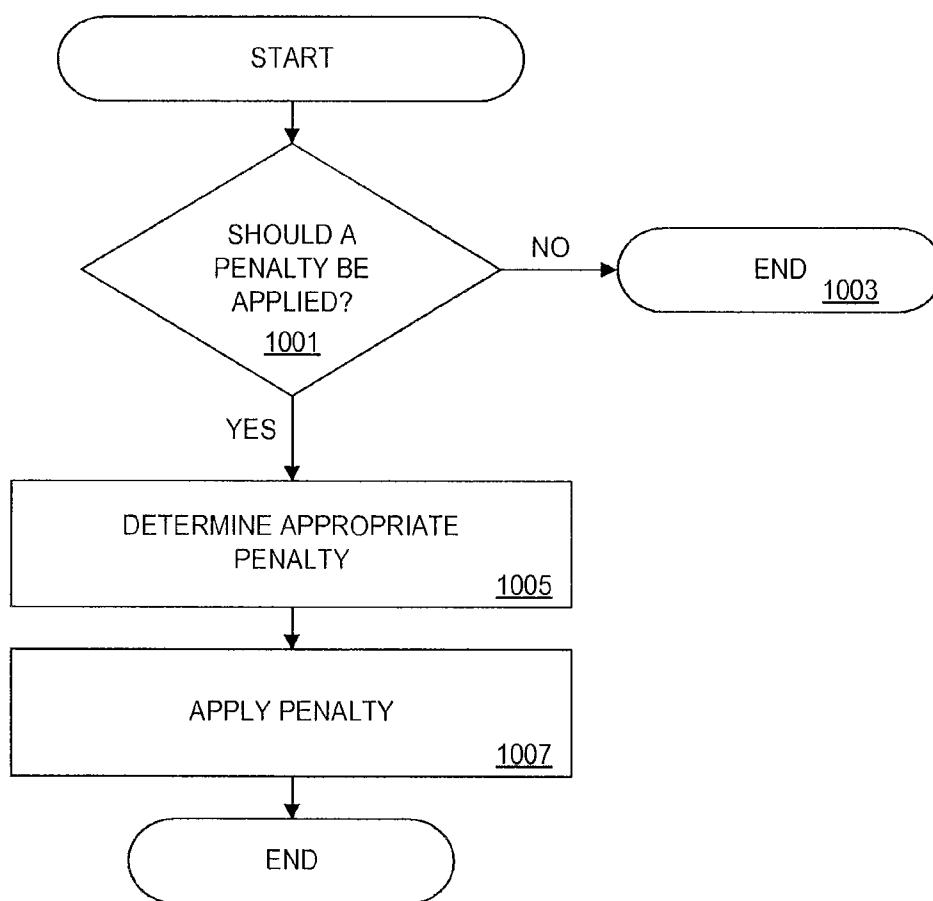 START
SHOULD A
PENALTY BE
APPLIED?
1001
NO
END
1003
YES
DETERMINE APPROPRIATE
PENALTY
1005
APPLY PENALTY
1007
END